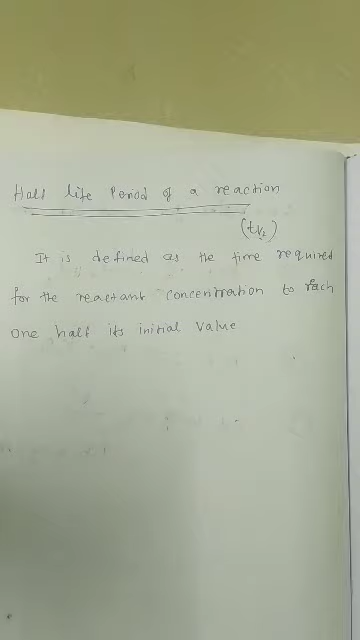 Half life Period of a reaction
(t1/2)
It is defined as the time required
for the reactant concentration to rach
one half its initial value